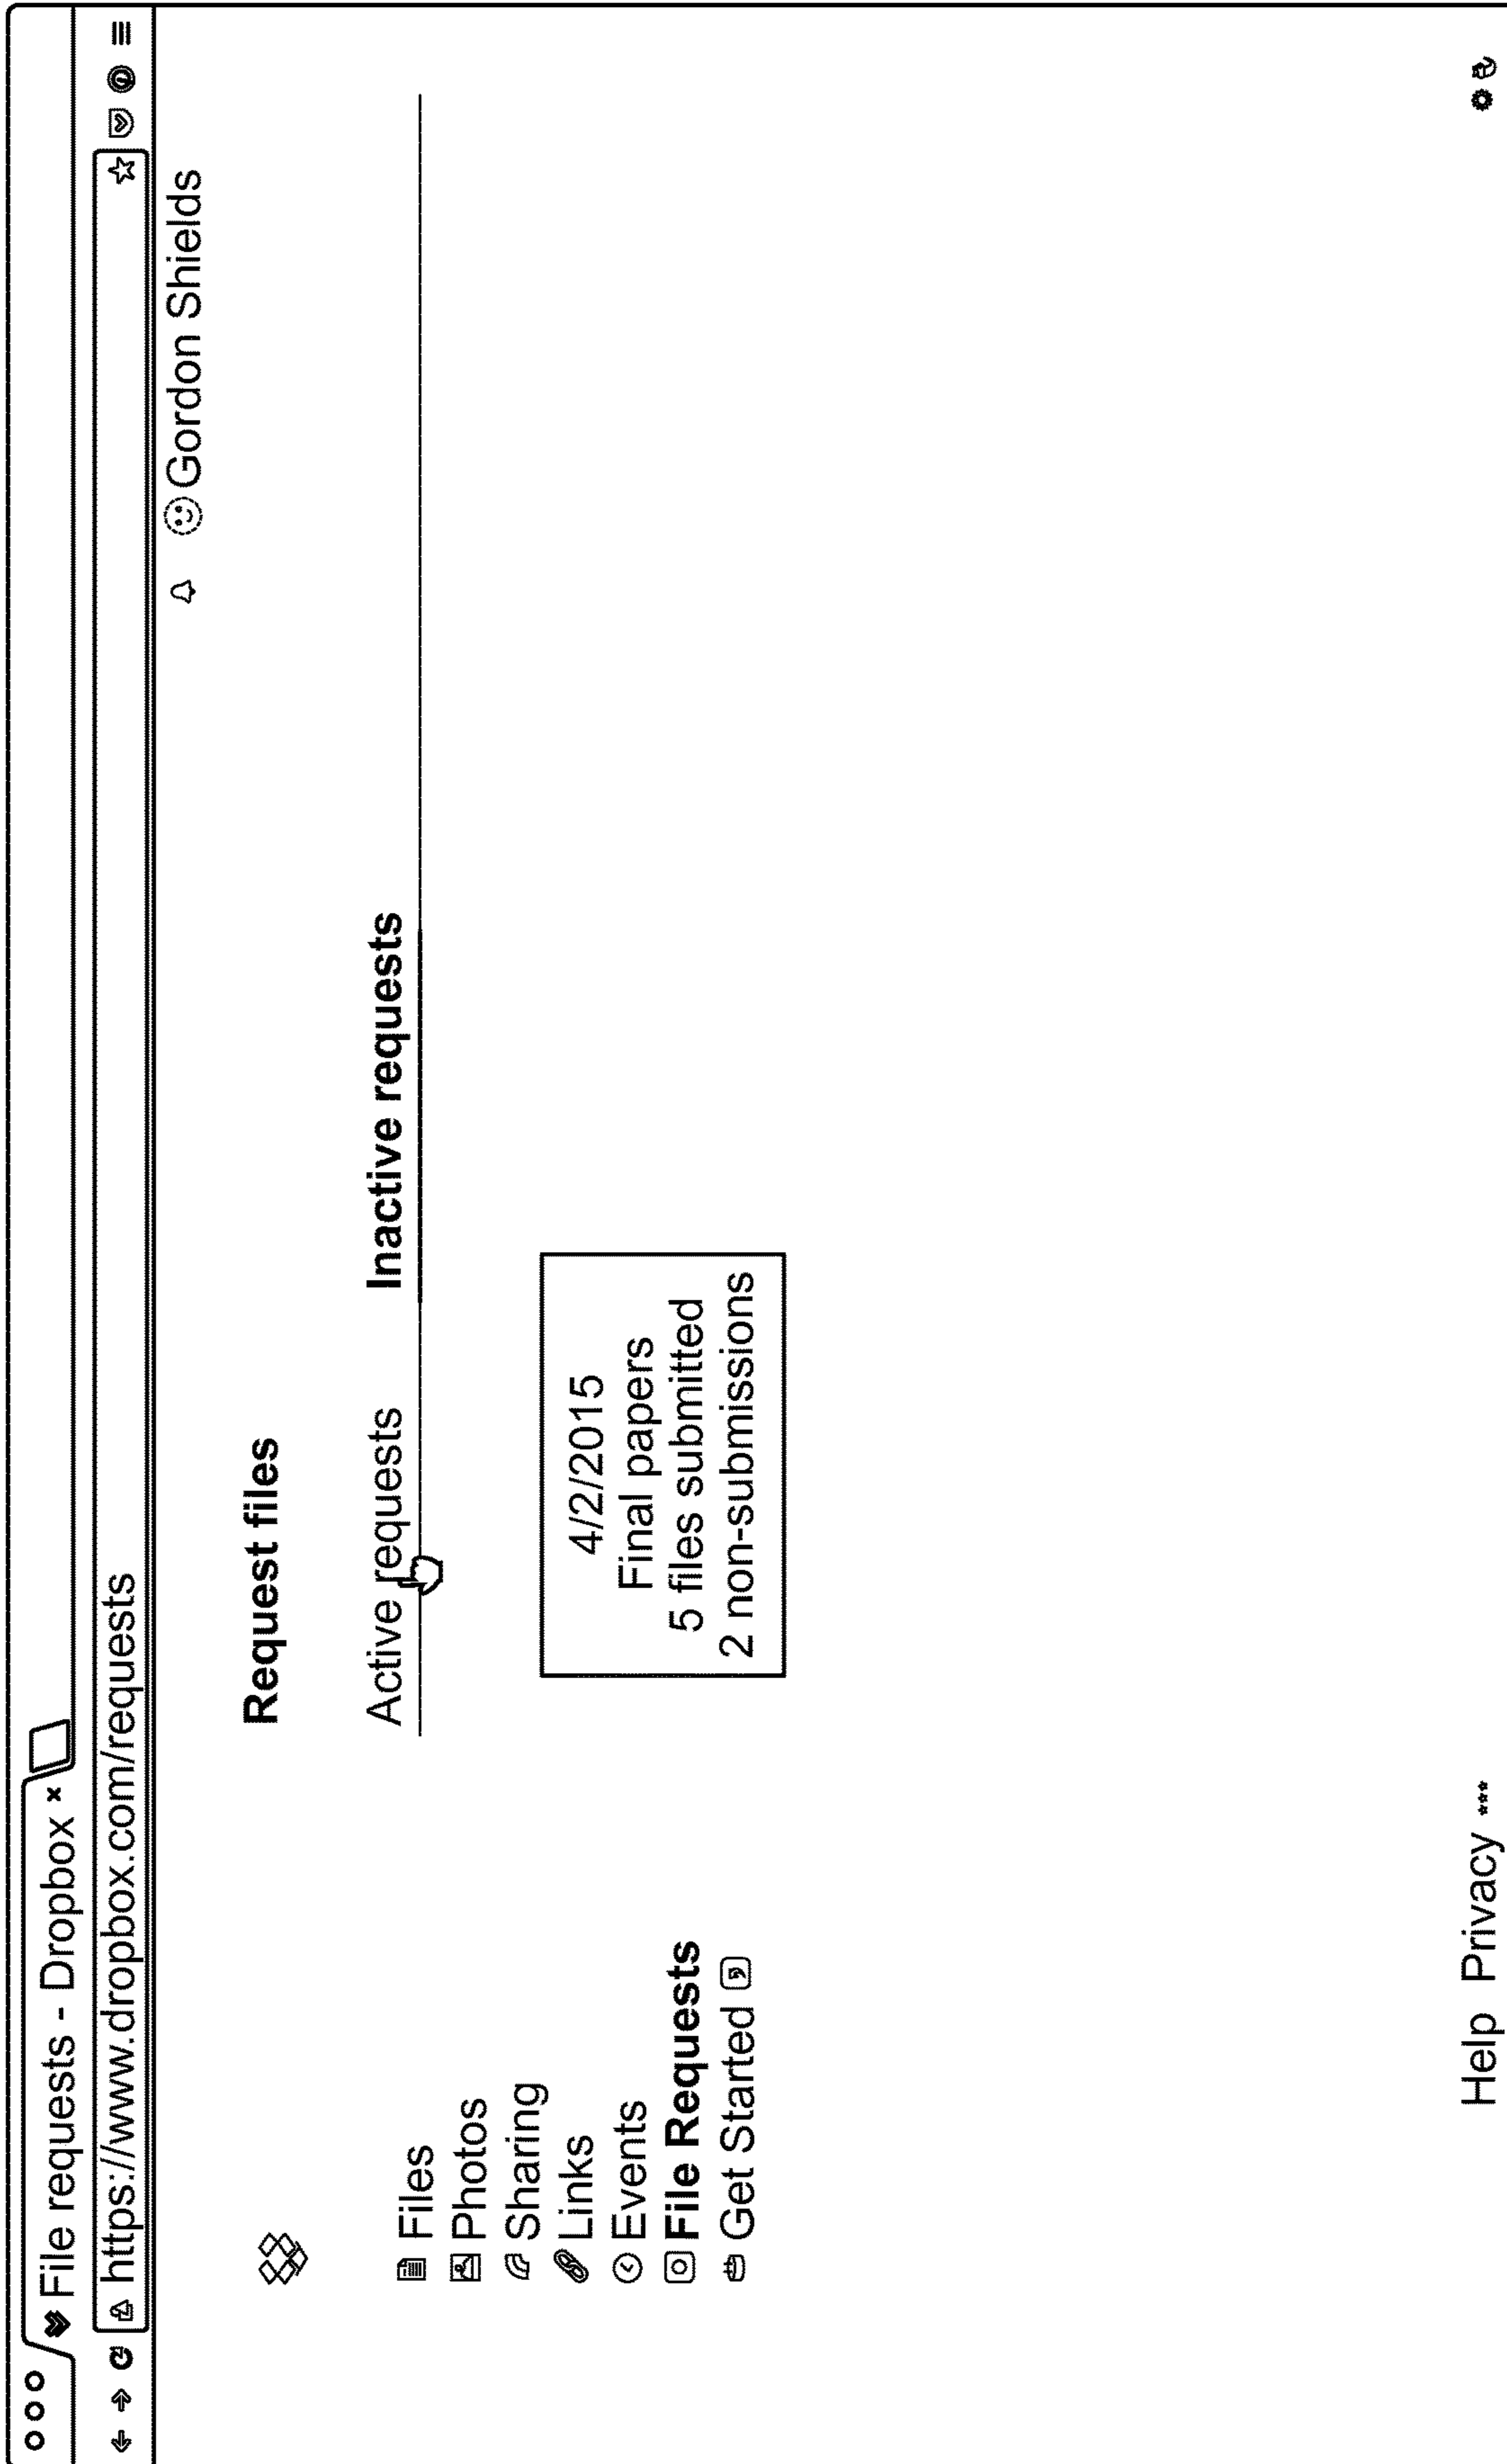 File requests - Dropbox ×
https://www.dropbox.com/requests
Gordon Shields
Request files
Active requests
Inactive requests
Files
Photos
Sharing
Links
Events
File Requests
Get Started
4/2/2015
Final papers
5 files submitted
2 non-submissions
Help Privacy ***